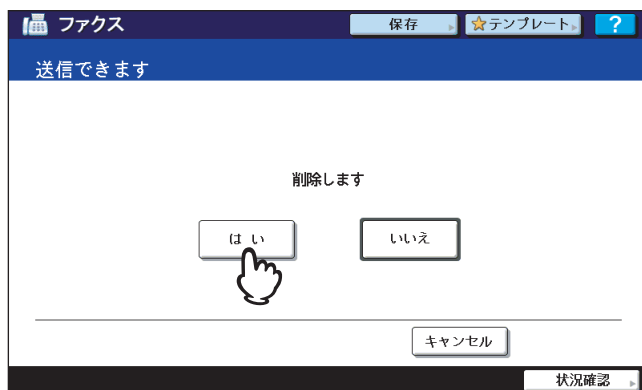 ファクス
保存
テンプレート
?
送信できます
削除します
はい
いいえ
キャンセル
状況確認